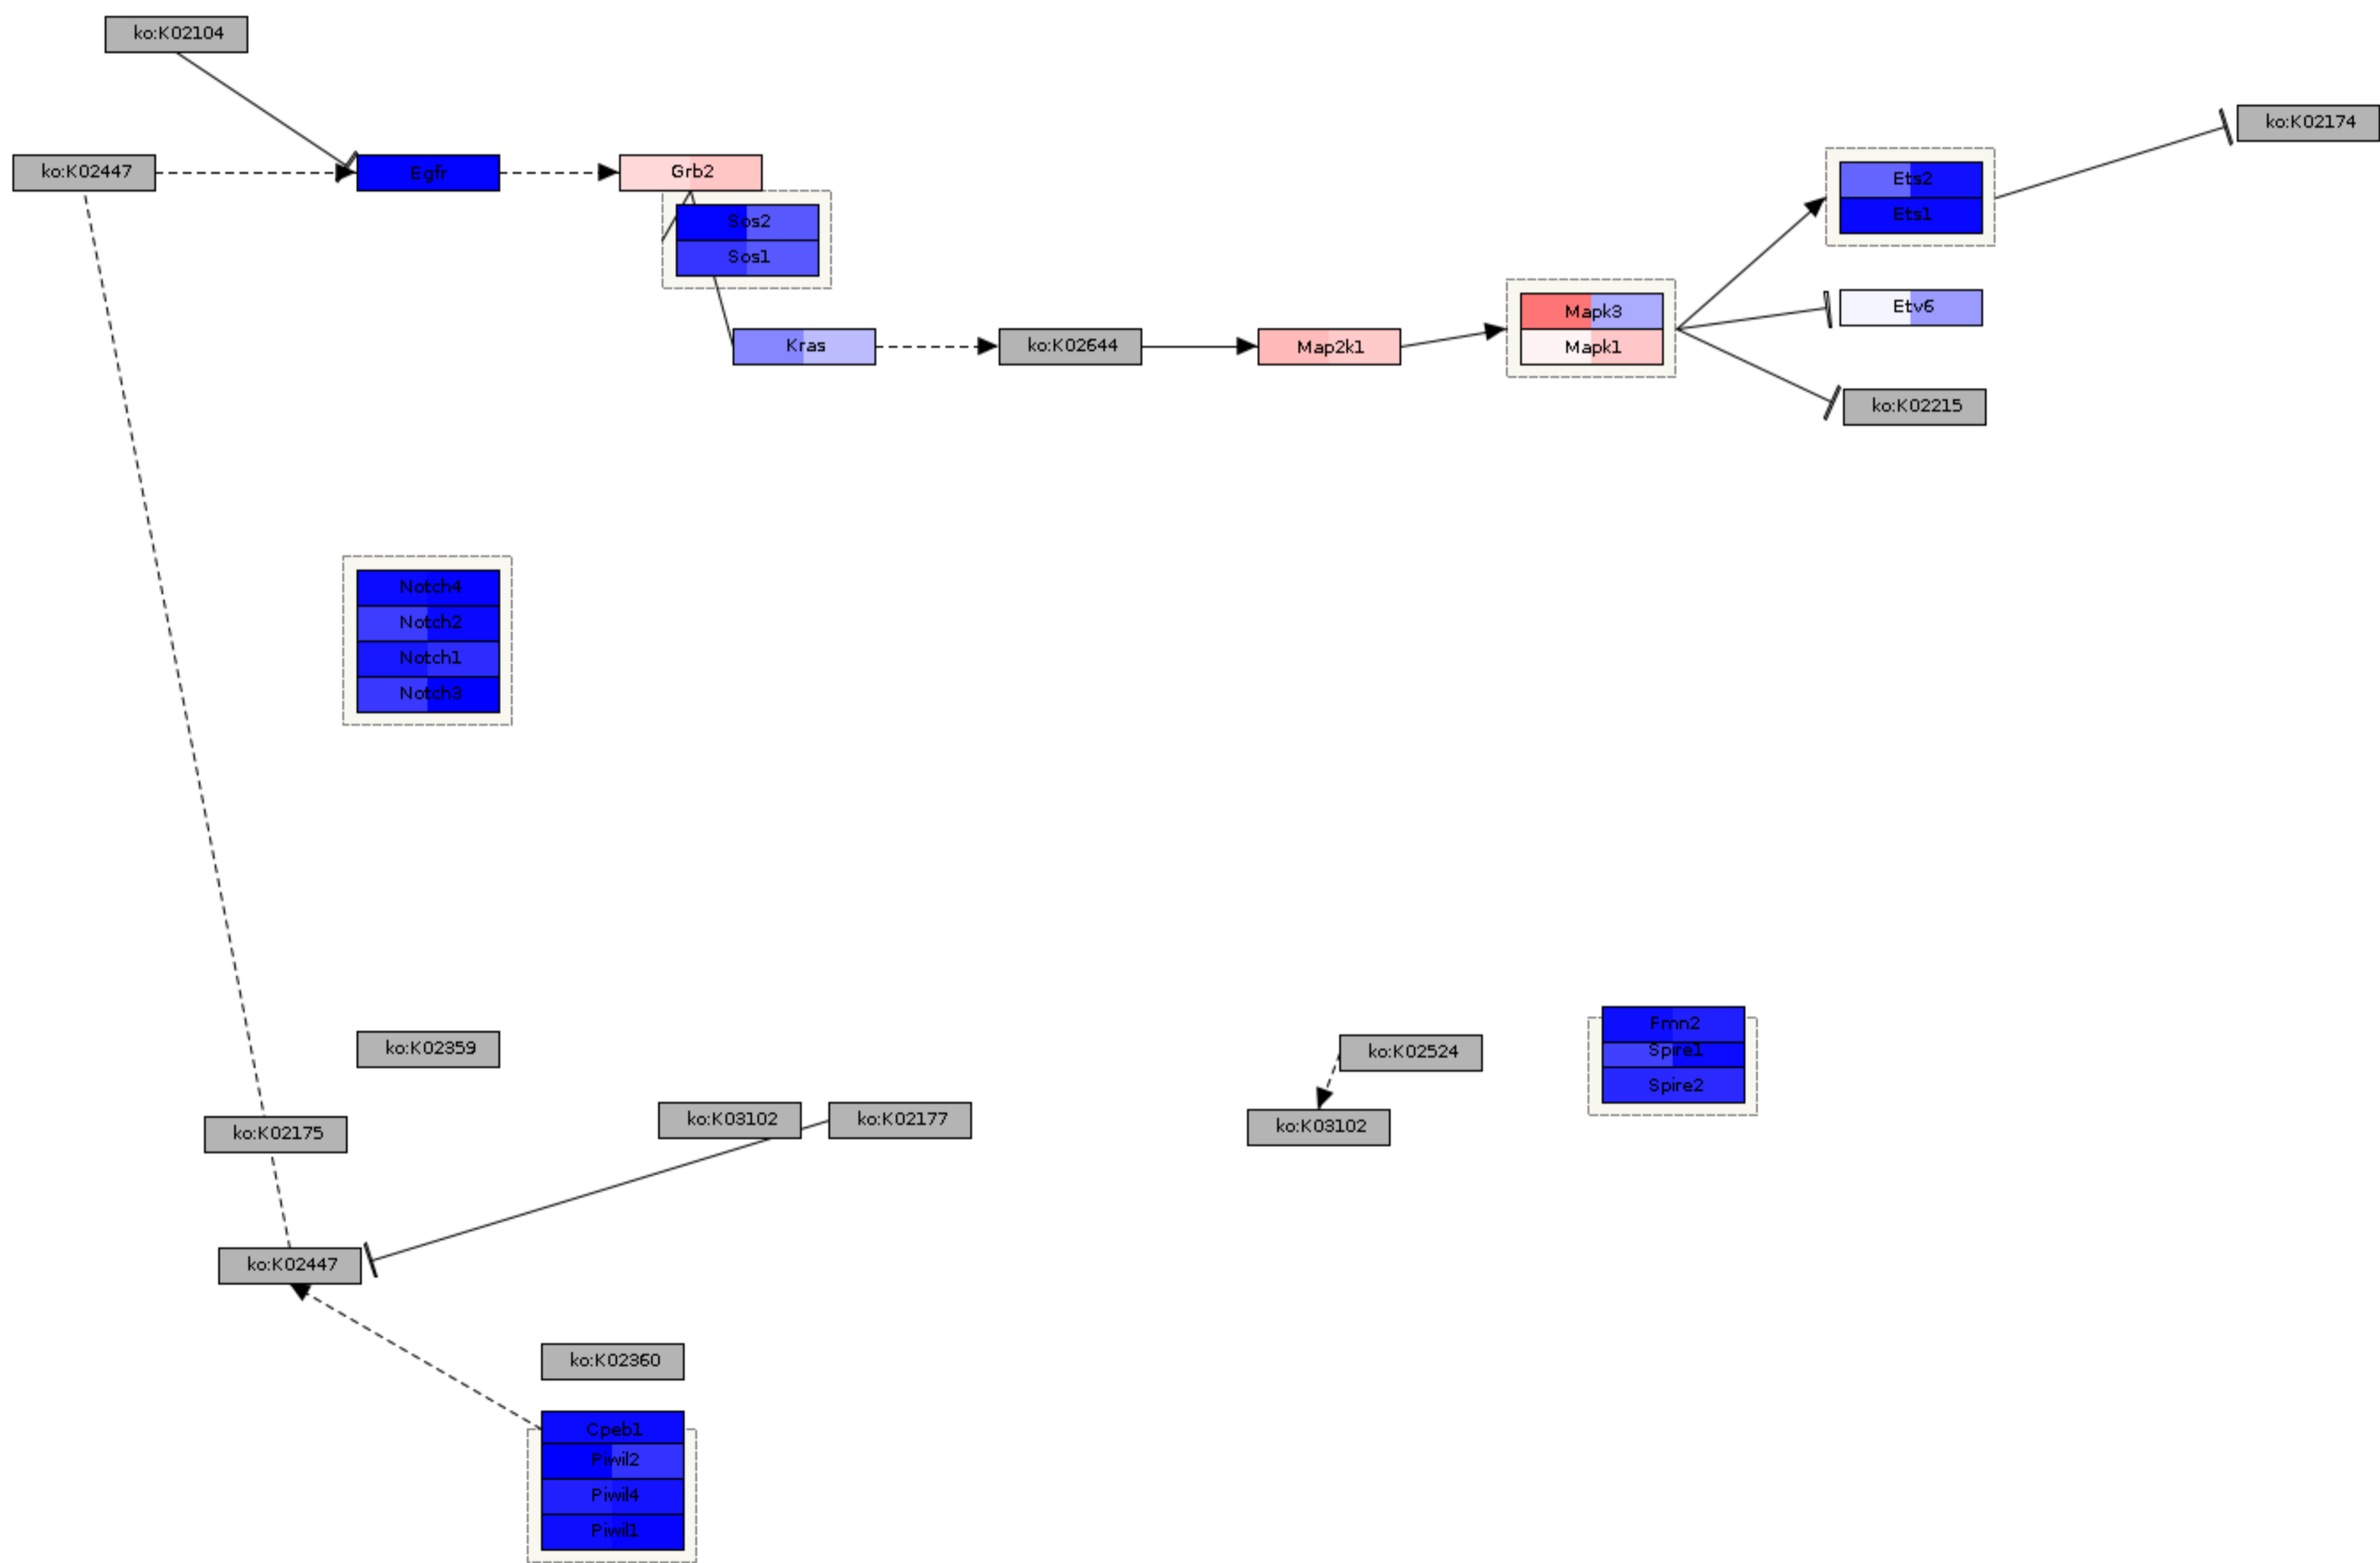 ko:K02104
ko:K02174
ko:K02447
Egfr
Grb2
Ets2
Ets1
Sos2
Sos1
Etv6
Mapk3
Mapk1
Kras
ko:K02644
Map2k1
ko:K02215
Notch4
Notch2
Notch1
Notch3
Fmn2
Spire1
Spire2
ko:K02359
ko:K02524
ko:K03102
ko:K02177
ko:K03102
ko:K02175
ko:K02447
ko:K02360
Cpeb1
Piwil2
Piwil4
Piwil1